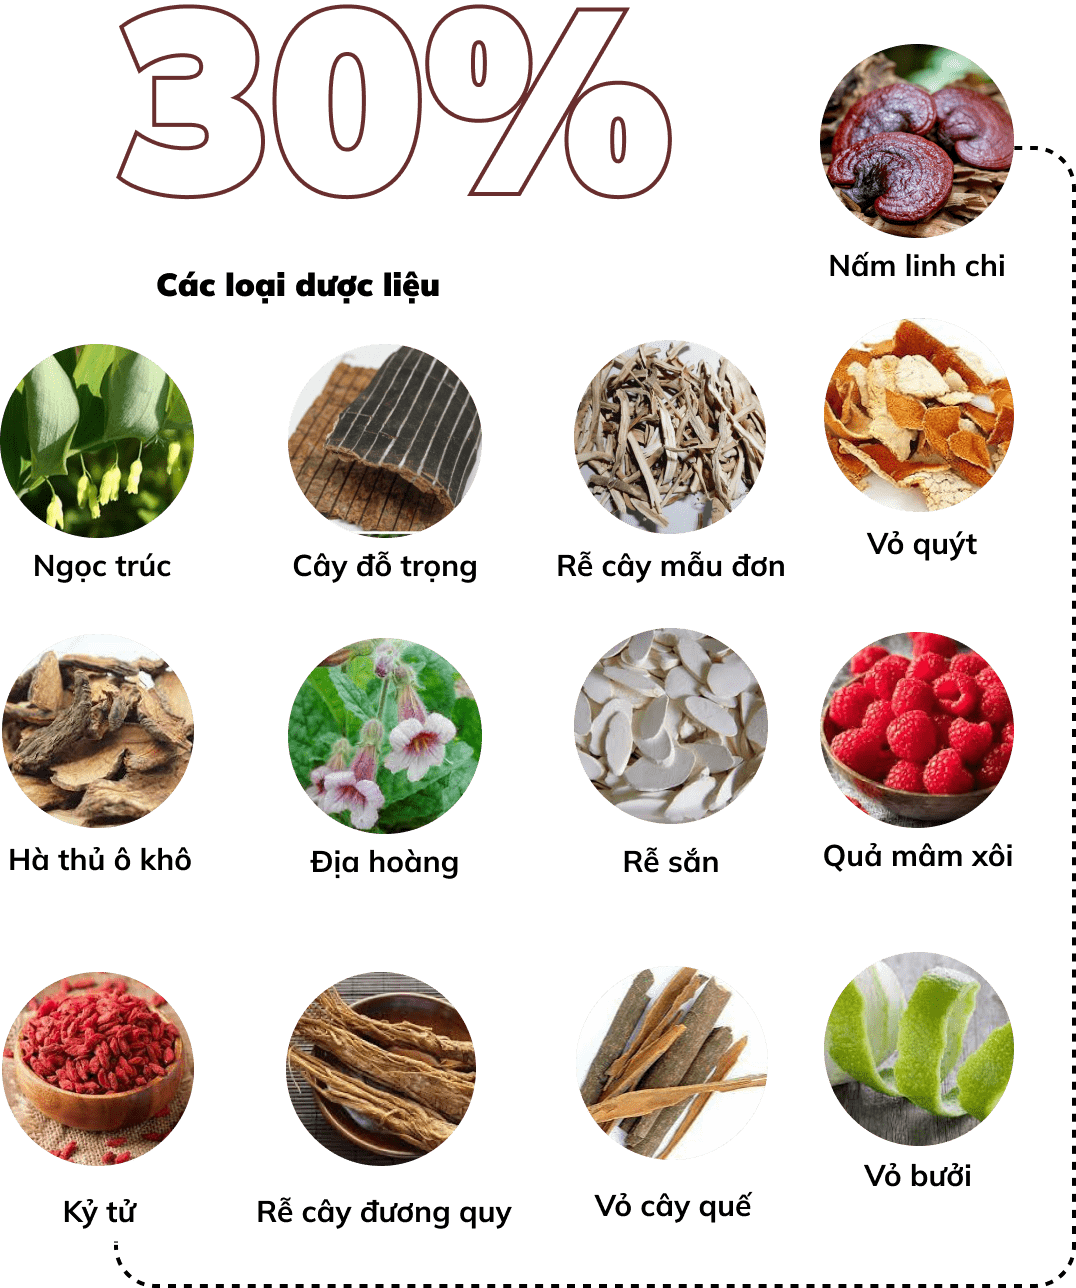 30%
Nấm linh chi
Các loại dược liệu
Ngọc trúc
Cây đỗ trọng
Rễ cây mẫu đơn
Vỏ quýt
Hà thủ ô khô
Địa hoàng
Rễ sắn
Quả mâm xôi
Kỷ tử
Rễ cây đương quy
Vỏ cây quế
Vỏ bưởi